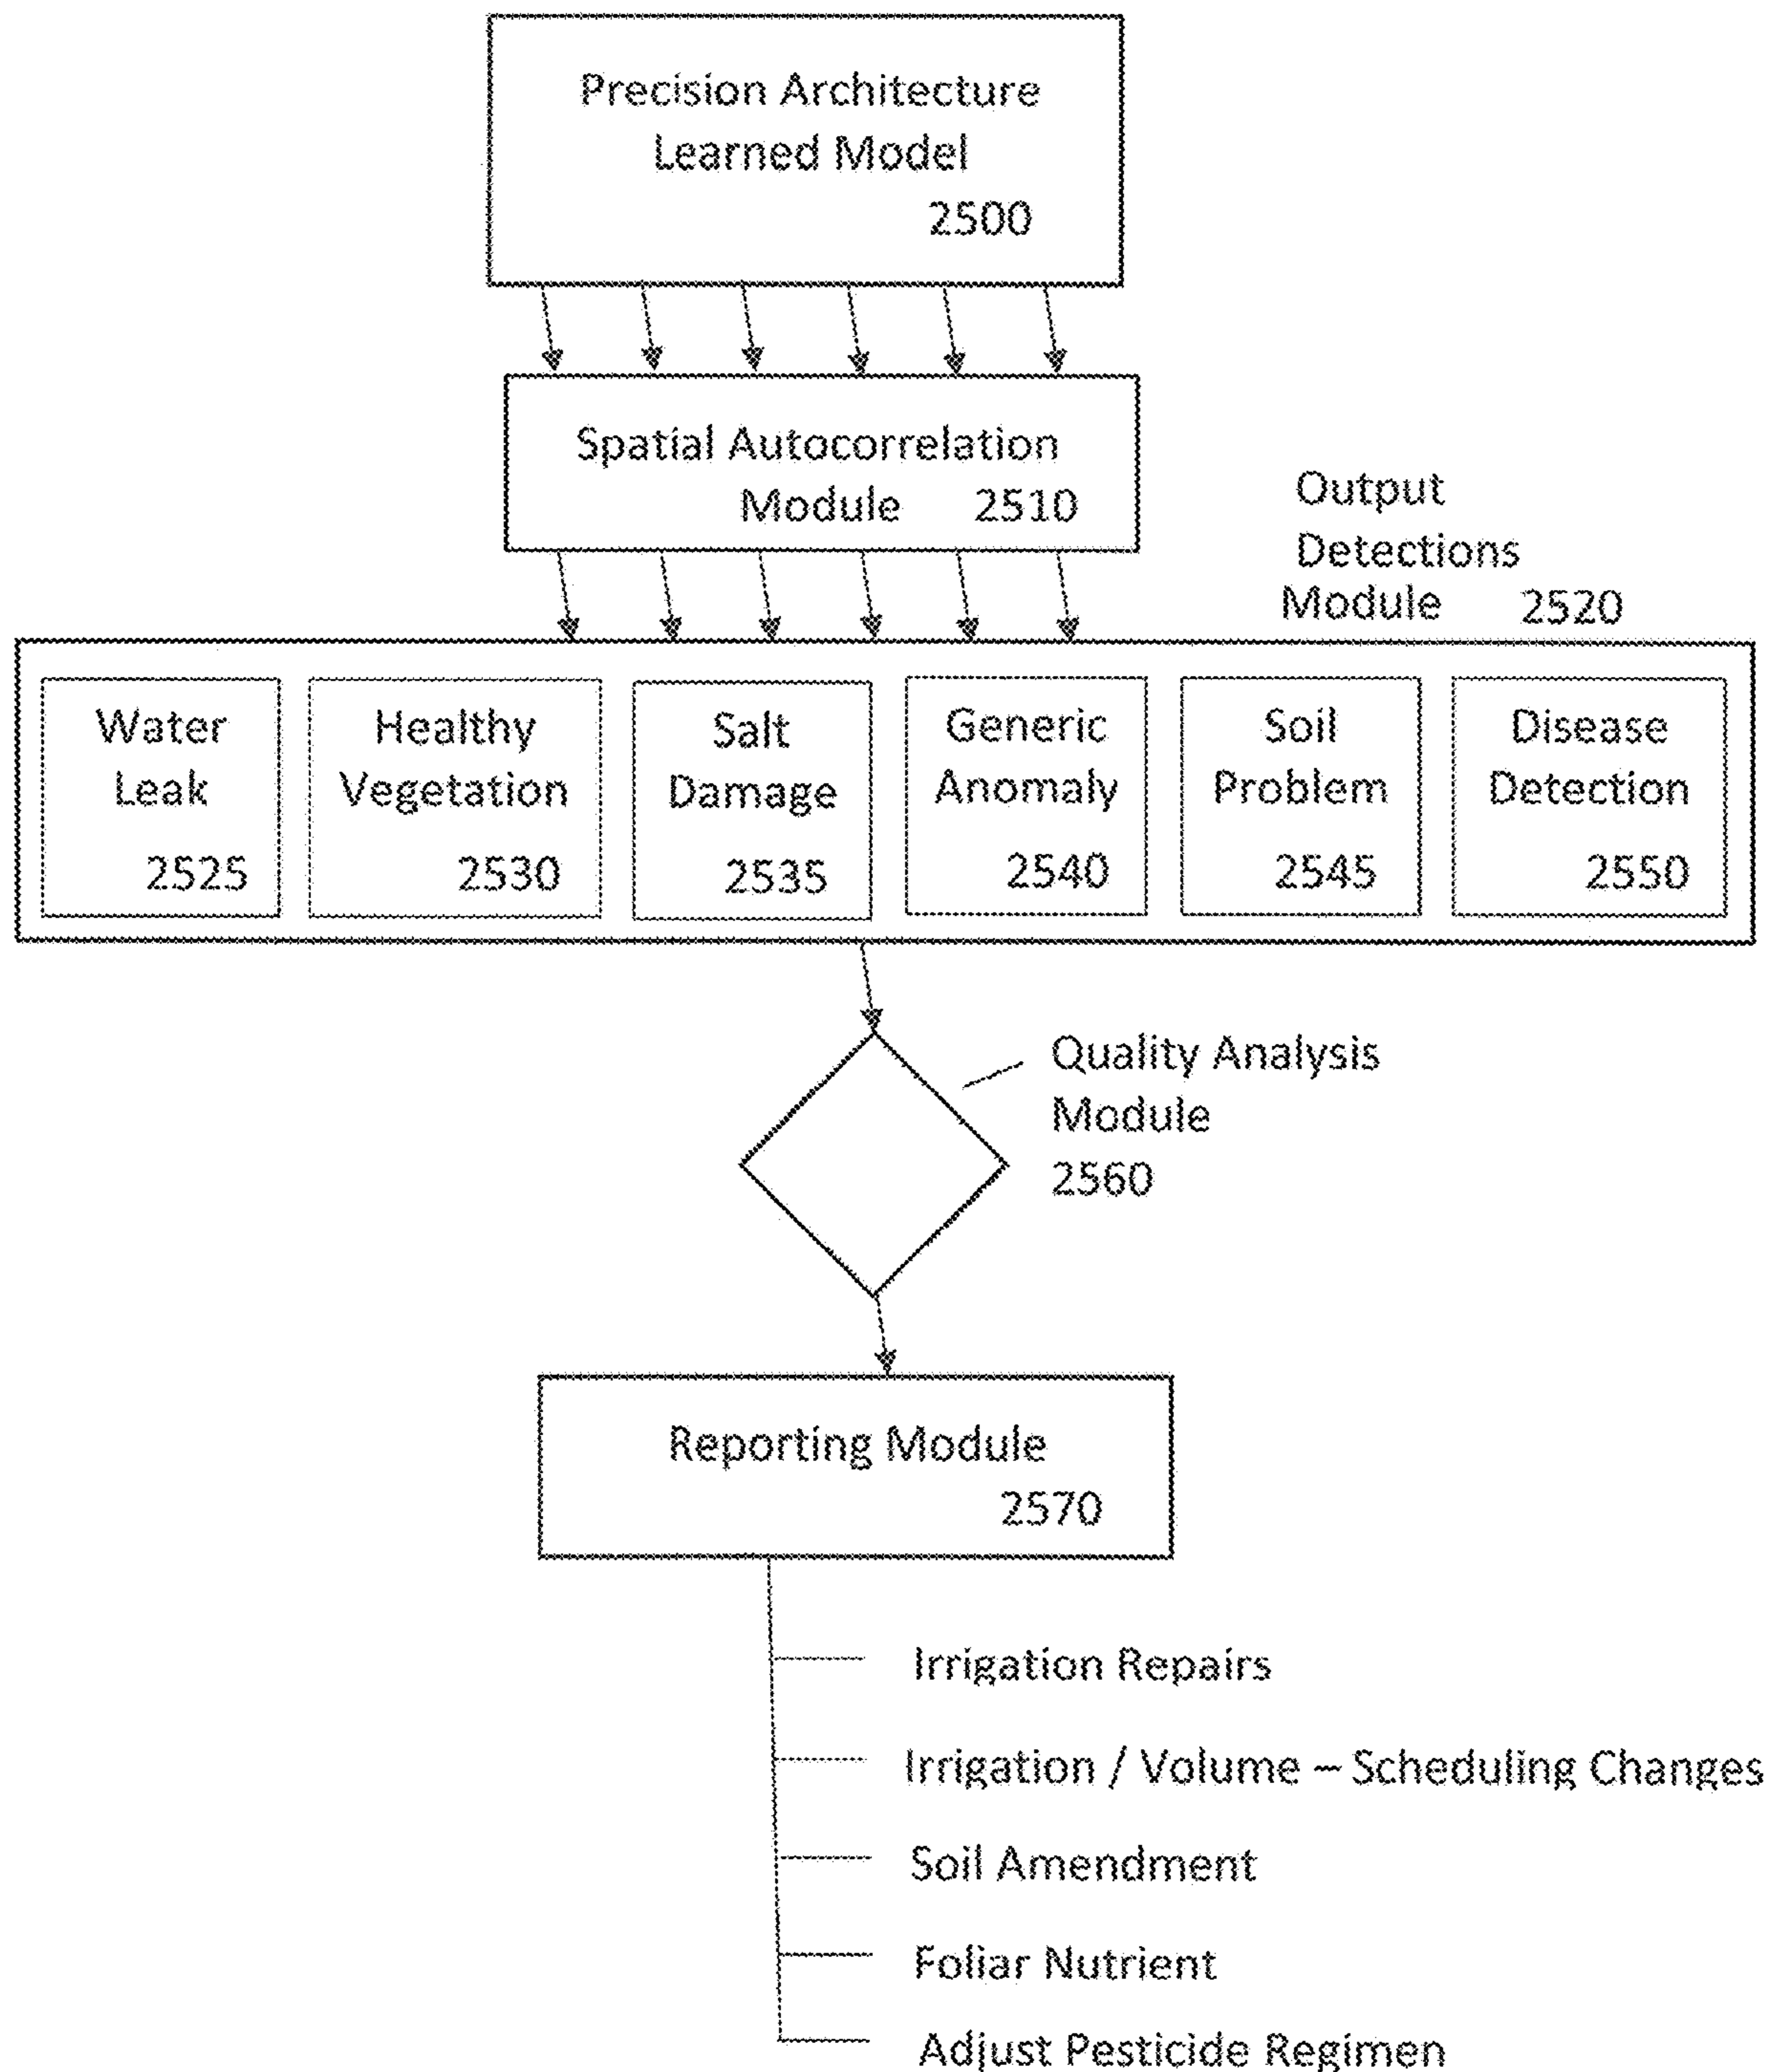 Precision Architecture
Learned Model
2500
Spatial Autocorrelation
Module 2510
Output
Detections
Module 2520
Water
Leak
2525
Healthy
Vegetation
2530
Salt
Damage
2535
Generic
Anomaly
2540
Soil
Problem
2545
Disease
Detection
2550
Quality Analysis
Module
2560
Reporting Module
2570
Irrigation Repairs
Irrigation / Volume – Scheduling Changes
Soil Amendment
Foliar Nutrient
Adjust Pesticide Regimen